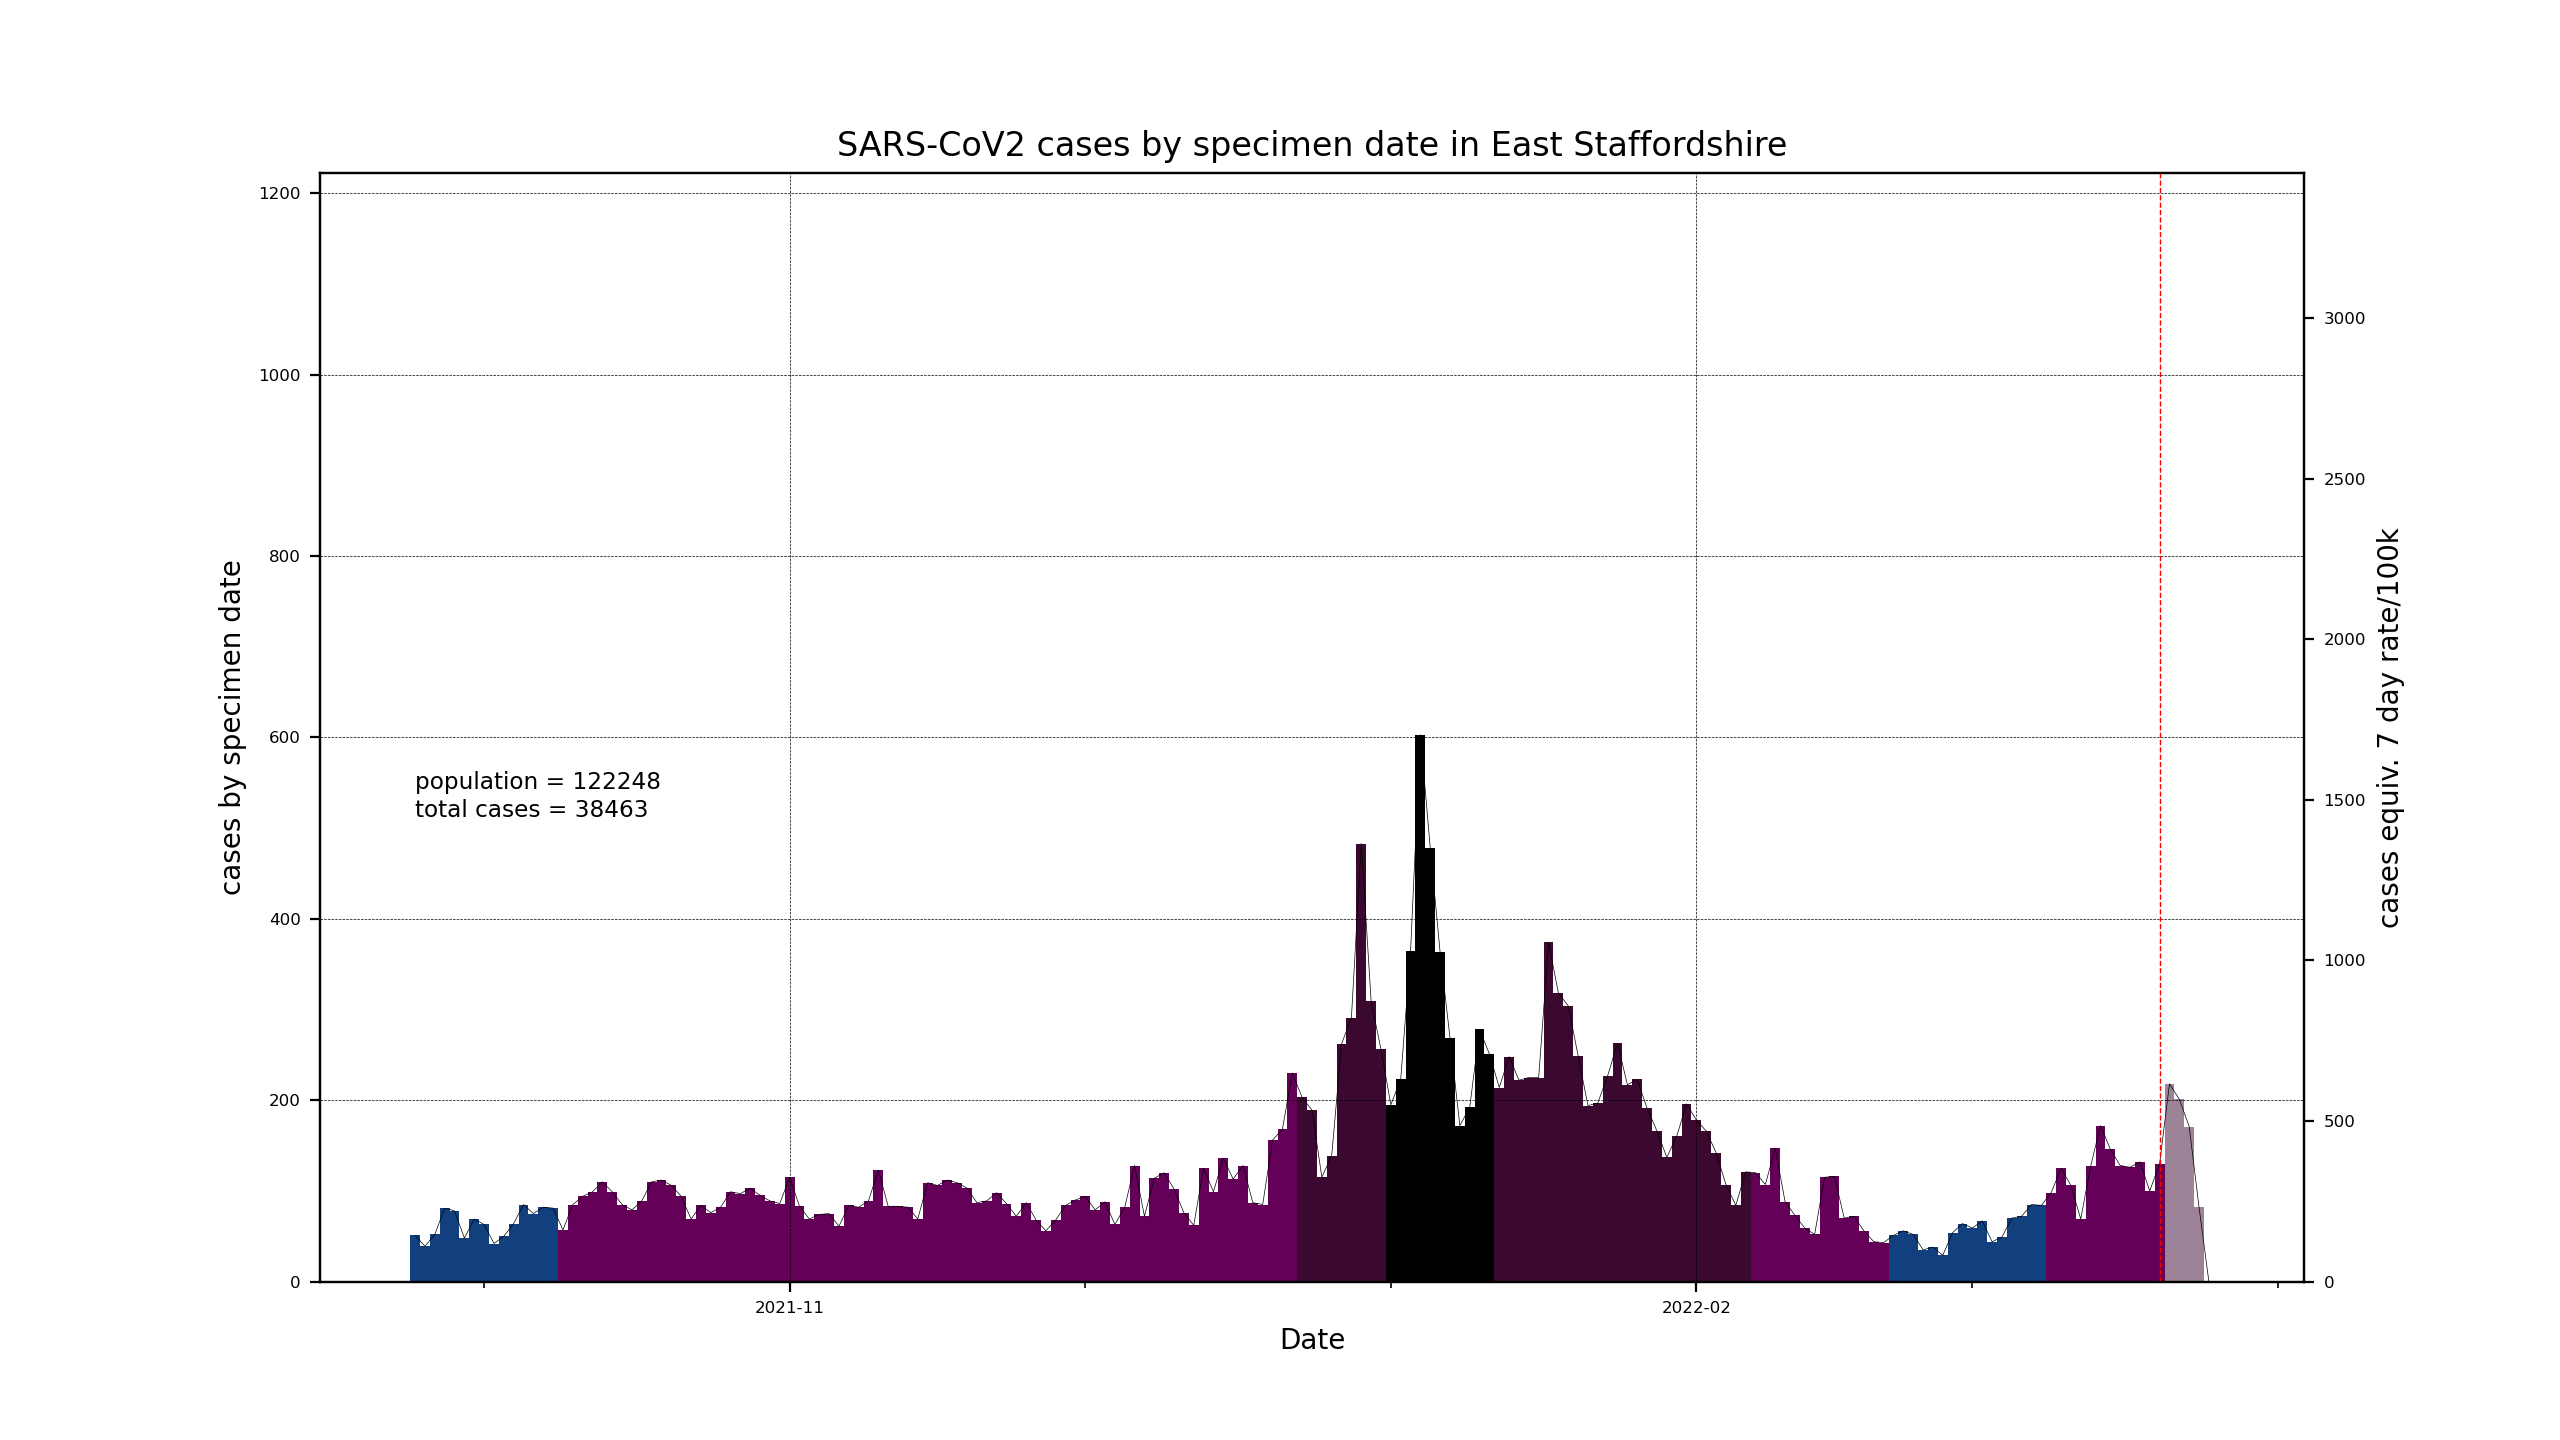 SARS-CoV2 cases by specimen date in East Staffordshire
1200
1000
800
600
400
200
0
cases by specimen date
population = 122248
total cases = 38463
3000
2500
2000
1500
1000
500
0
cases equiv. 7 day rate/100k
2021-11
2022-02
Date